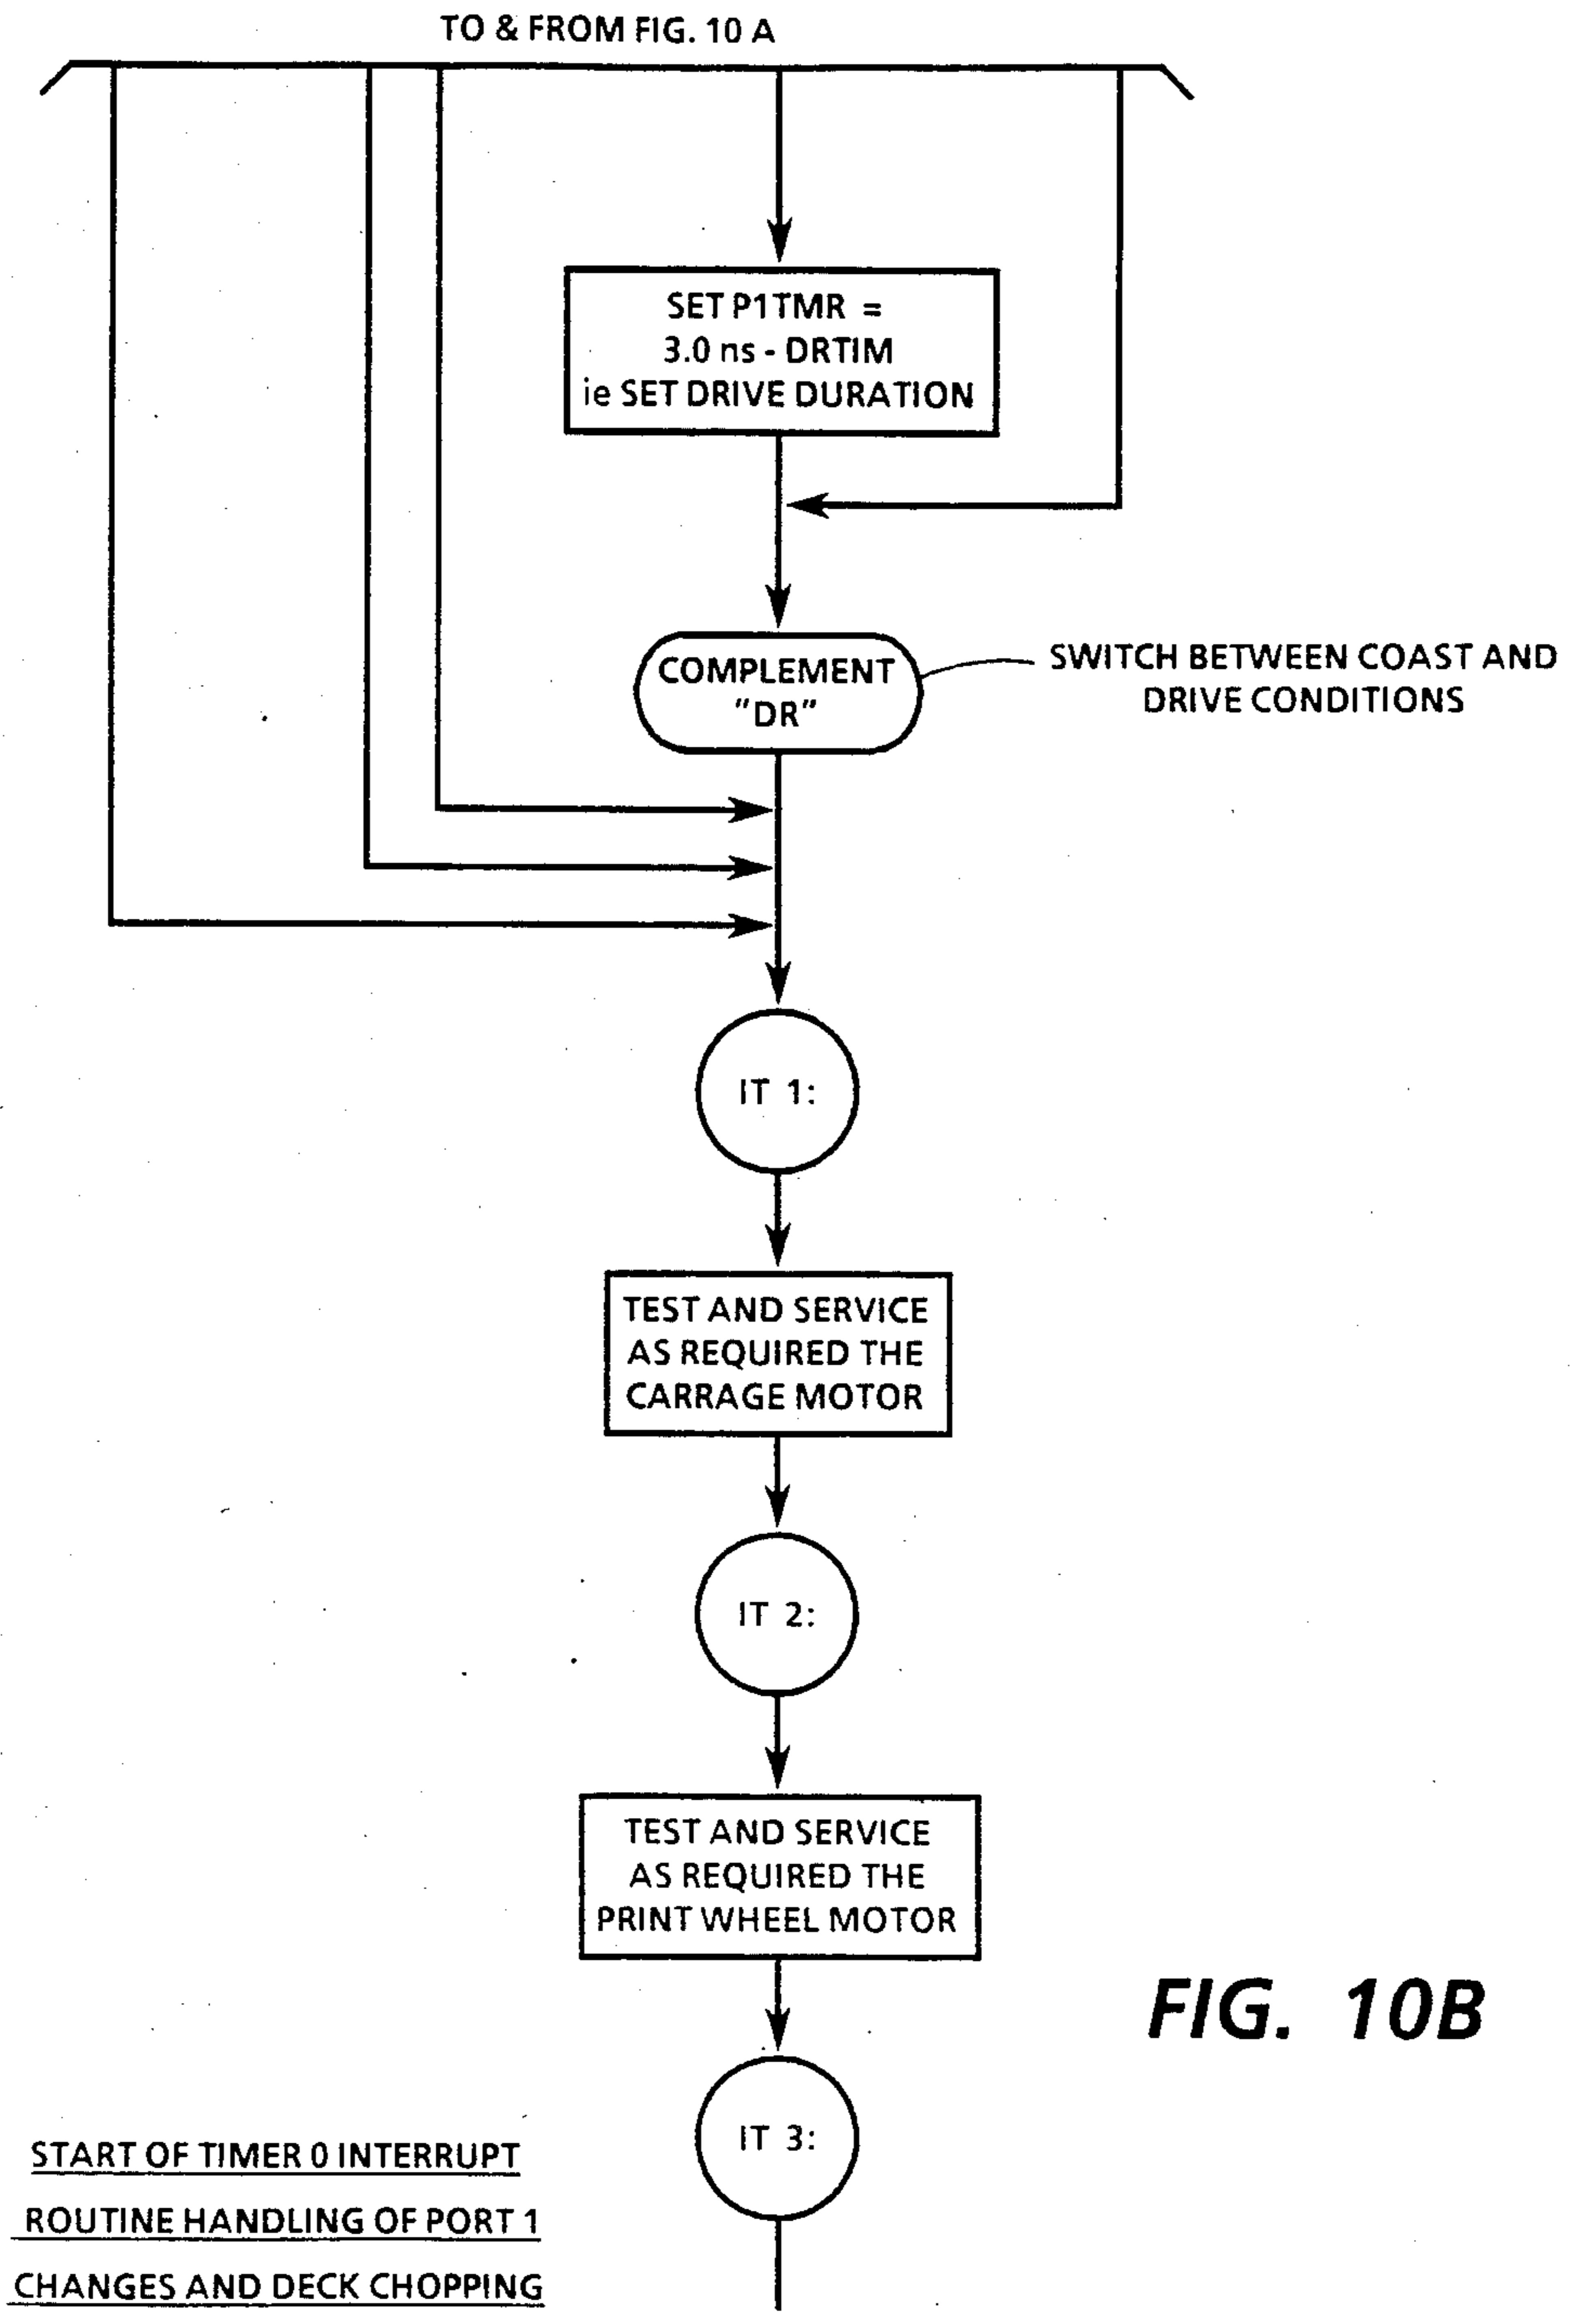 TO & FROM FIG. 10 A
SET P1TMR =
3.0 ns - DRTIM
ie SET DRIVE DURATION
COMPLEMENT
"DR"
SWITCH BETWEEN COAST AND
DRIVE CONDITIONS
IT 1:
TEST AND SERVICE
AS REQUIRED THE
CARRAGE MOTOR
IT 2:
TEST AND SERVICE
AS REQUIRED THE
PRINT WHEEL MOTOR
FIG. 10B
IT 3:
START OF TIMER 0 INTERRUPT
ROUTINE HANDLING OF PORT 1
CHANGES AND DECK CHOPPING